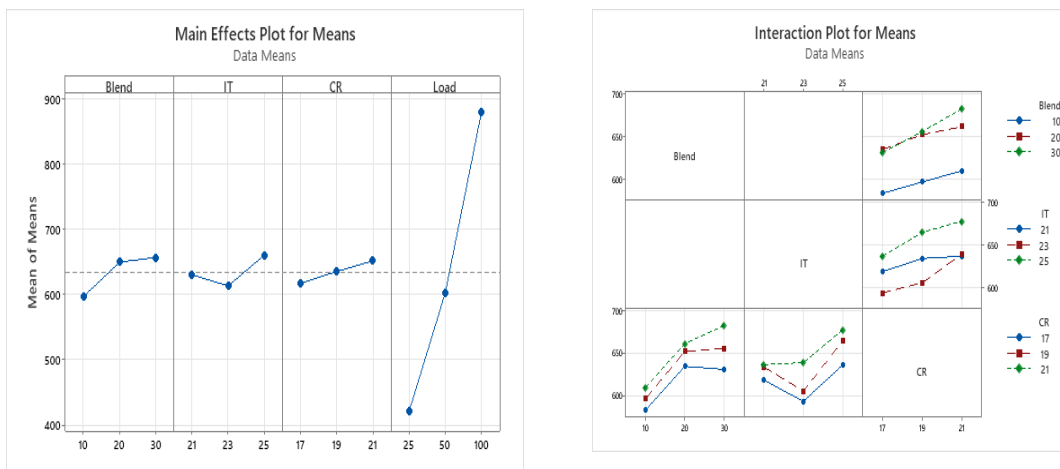 Main Effects Plot for Means
Data Means
Blend IT CR Load
Mean of Means
900
800
700
600
500
400
10 20 30 21 23 25 17 19 21 25 50 100
Interaction Plot for Means
Data Means
21 23 25
700
650
600
Blend
Blend
10
20
30
700
650
600
IT
IT
21
23
25
700
650
600
CR
CR
17
19
21
10 20 30 17 19 21